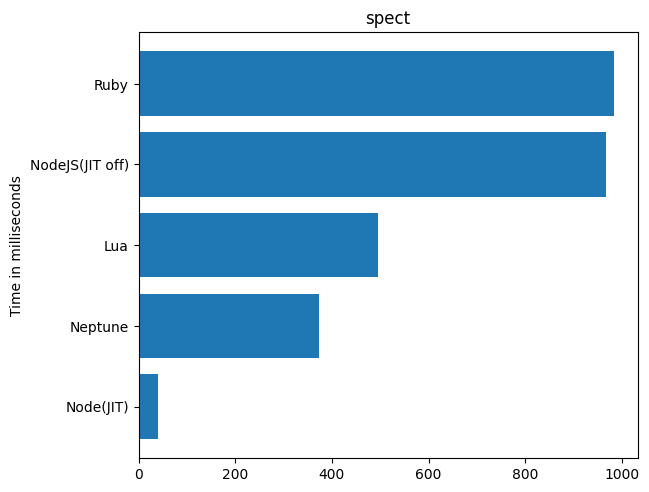 spect
Ruby
NodeJS(JIT off)
Lua
Neptune
Node(JIT)
Time in milliseconds
0 200 400 600 800 1000